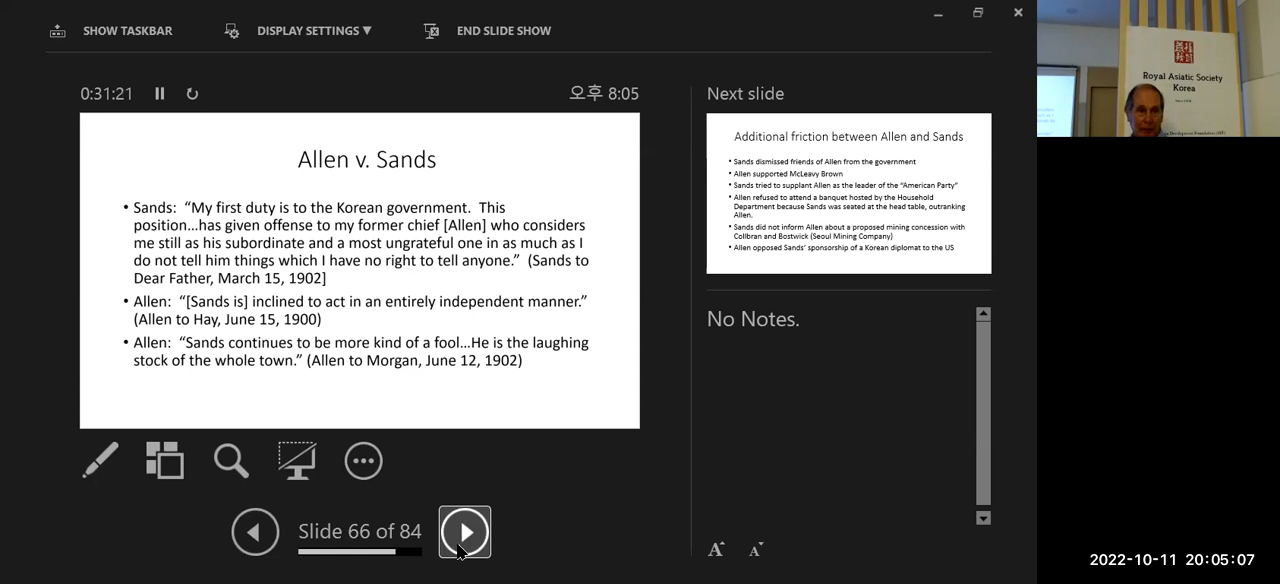 SHOW TASKBAR
DISPLAY SETTINGS ▼
END SLIDE SHOW
0:31:21
오후 8:05
Allen v. Sands
• Sands: “My first duty is to the Korean government. This
position...has given offense to my former chief [Allen] who considers
me still as his subordinate and a most ungrateful one in as much as I
do not tell him things which I have no right to tell anyone.” (Sands to
Dear Father, March 15, 1902]
• Allen: “[Sands is] inclined to act in an entirely independent manner.”
(Allen to Hay, June 15, 1900)
• Allen: “Sands continues to be more kind of a fool...He is the laughing
stock of the whole town.” (Allen to Morgan, June 12, 1902)
Slide 66 of 84
Next slide
Additional friction between Allen and Sands
• Sands dismissed friends of Allen from the government
• Allen supported McLeavy Brown
• Sands tried to supplant Allen as the leader of the “American Party”
• Allen refused to attend a banquet hosted by the Household
Department because Sands was seated at the head table, outranking
Allen.
• Sands did not inform Allen about a proposed mining concession with
Collbran and Bostwick (Seoul Mining Company)
• Allen opposed Sands’ sponsorship of a Korean diplomat to the US
No Notes.
A A
Royal Asiatic Society
Korea
Development Foundation
2022-10-11 20:05:07